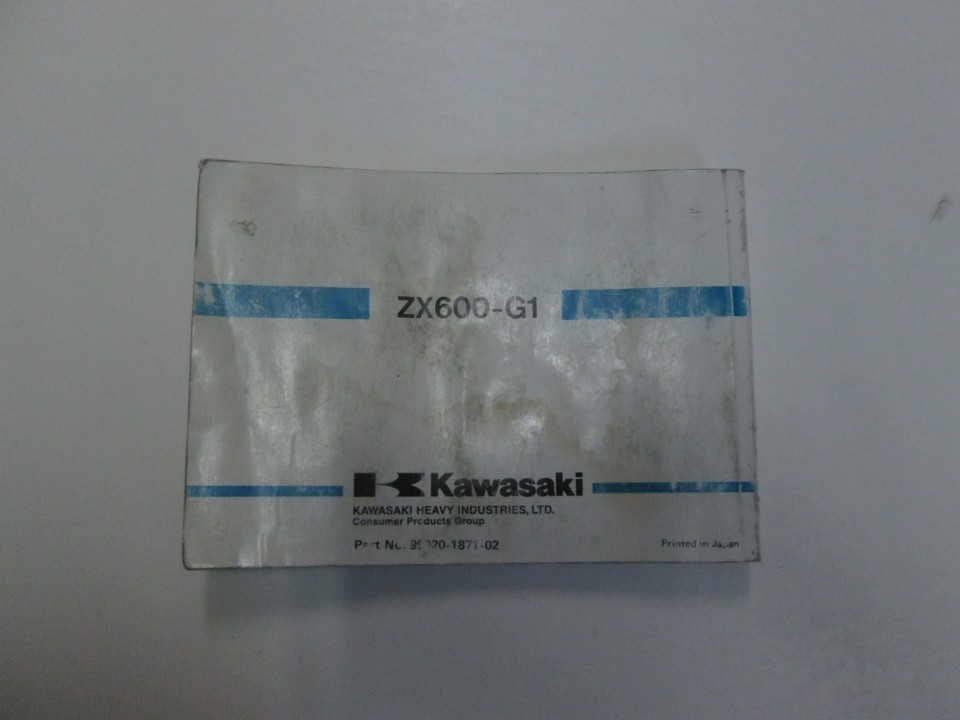 ZX600-G1
Kawasaki
KAWASAKI HEAVY INDUSTRIES, LTD.
Consumer Products Group
Part No.
Printed in Japan